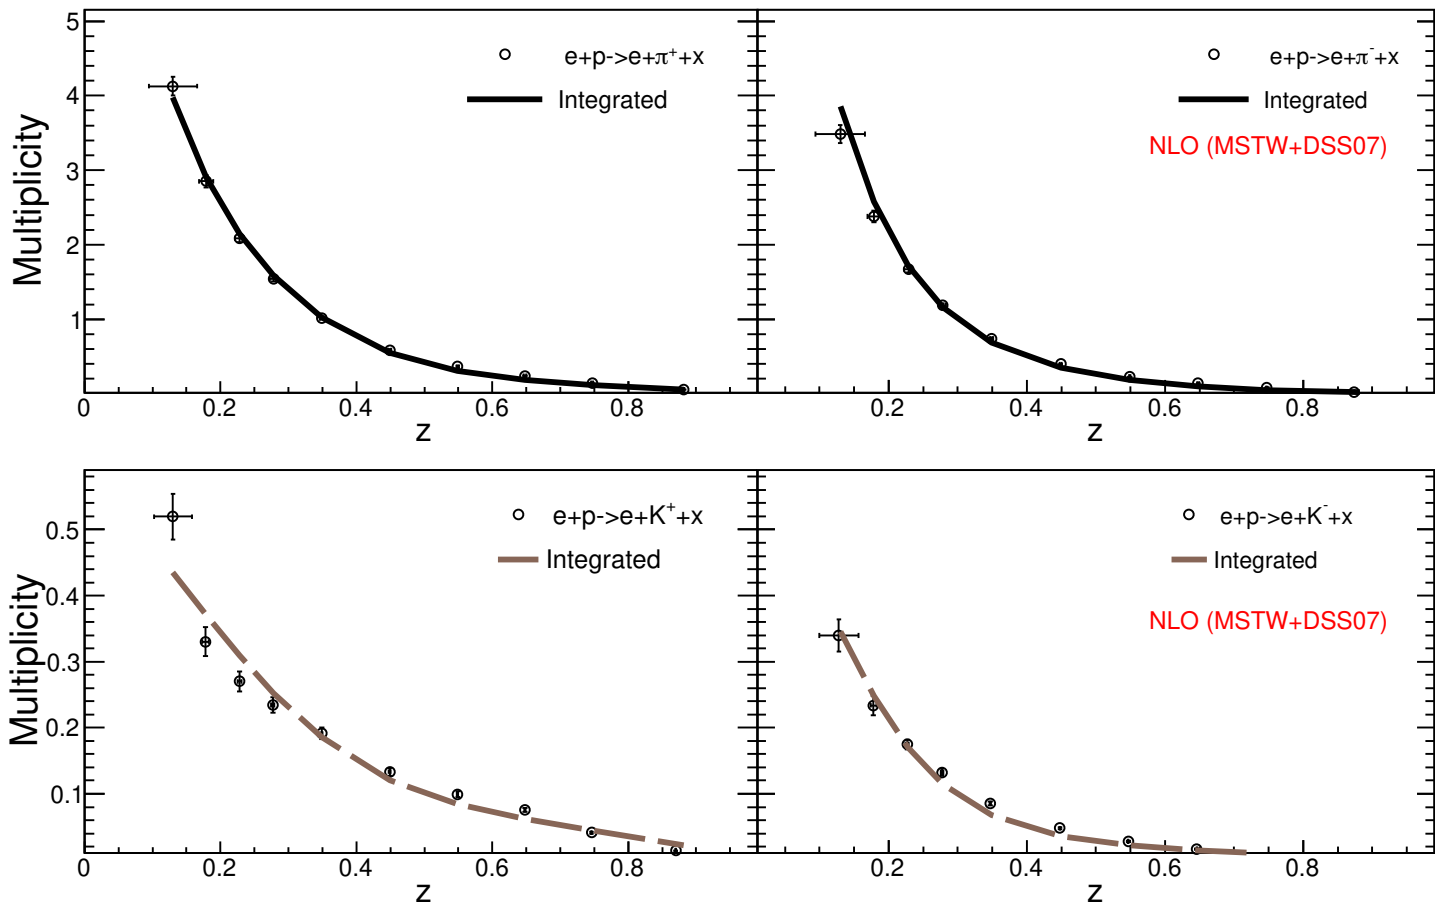 Multiplicity
5
4
3
2
1
e+p->e+π⁺+x
Integrated
0 0.2 0.4 0.6 0.8
z
e+p->e+π⁻+x
Integrated
NLO (MSTW+DSS07)
0.2 0.4 0.6 0.8
z
Multiplicity
0.5
0.4
0.3
0.2
0.1
e+p->e+K⁺+x
Integrated
0 0.2 0.4 0.6 0.8
z
e+p->e+K⁻+x
Integrated
NLO (MSTW+DSS07)
0.2 0.4 0.6 0.8
z